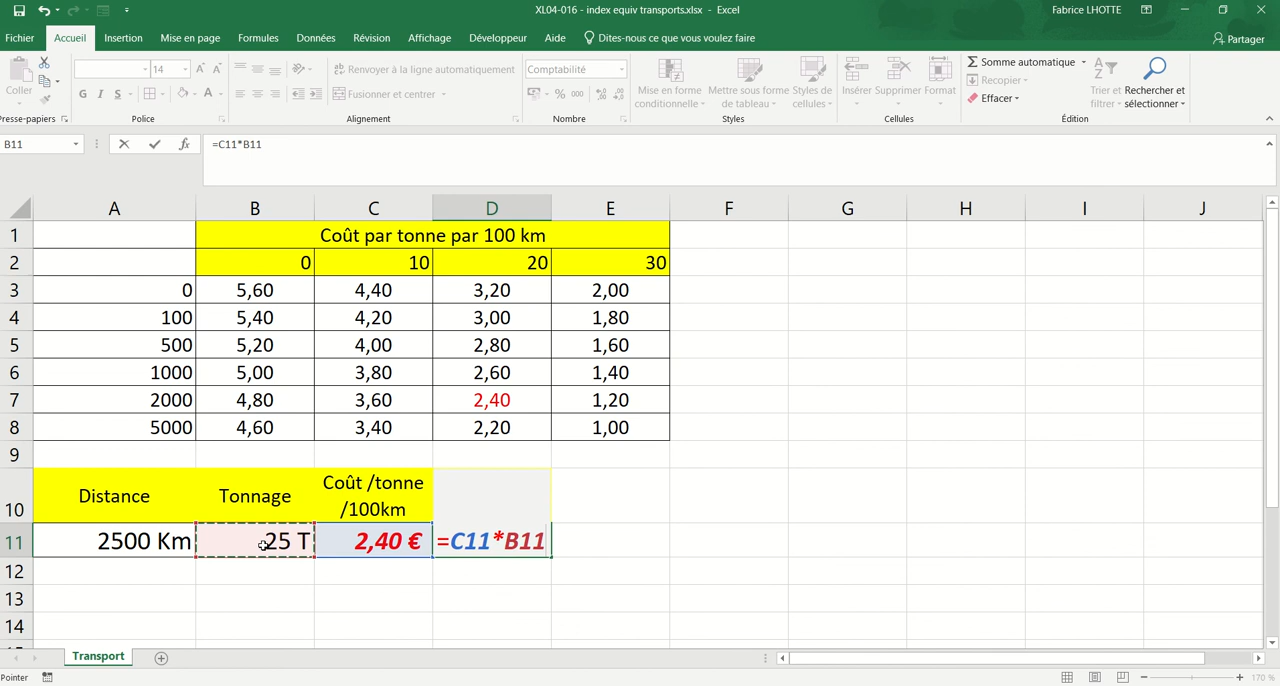 XL04-016 - index equiv transports.xlsx - Excel
Fabrice LHOTTE
Fichier Accueil Insertion Mise en page Formules Données Révision Affichage Développeur Aide Dites-nous ce que vous voulez faire Partager
Coller
14
Renvoyer à la ligne automatiquement
Comptabilité
Mise en forme conditionnelle
Mettre sous forme de tableau
Styles de cellules
Insérer Supprimer Format
Somme automatique
Recopier
Effacer
Trier et filtrer
Rechercher et sélectionner
G I S
Fusionner et centrer
% 000
Presse-papiers Police Alignement Nombre Styles Cellules Édition
B11 fx =C11*B11
A B C D E F G H I J
1 Coût par tonne par 100 km
2 0 10 20 30
3 0 5,60 4,40 3,20 2,00
4 100 5,40 4,20 3,00 1,80
5 500 5,20 4,00 2,80 1,60
6 1000 5,00 3,80 2,60 1,40
7 2000 4,80 3,60 2,40 1,20
8 5000 4,60 3,40 2,20 1,00
9
10 Distance Tonnage Coût /tonne /100km
11 2500 Km 25 T 2,40 € =C11*B11
12
13
14
Transport
Pointer
170 %